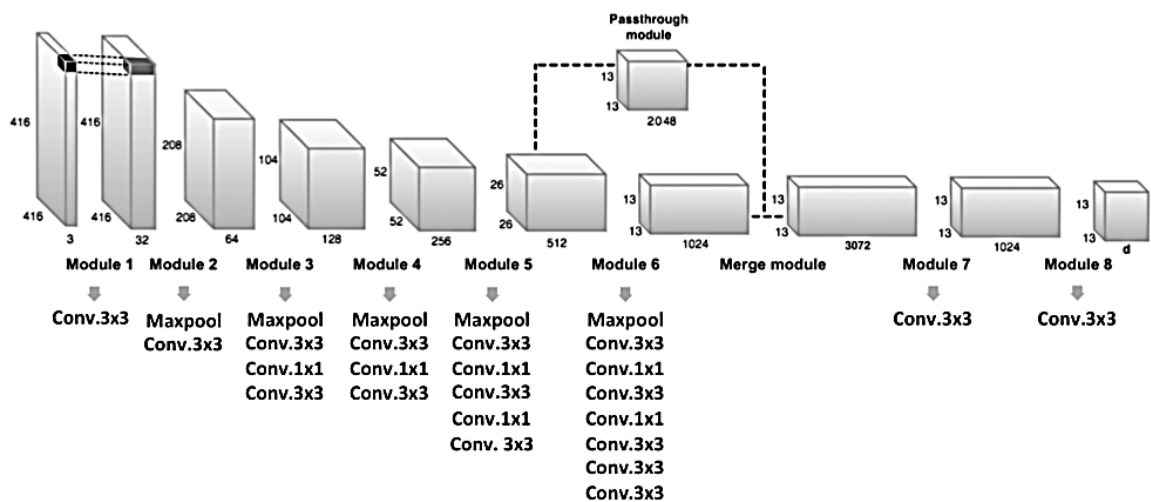 Passthrough
module
13
13
2048
416
416
3
416
416
32
208
208
64
104
104
128
52
52
256
26
26
512
13
13
1024
13
13
3072
13
13
1024
13
13
d
Module 1
Module 2
Module 3
Module 4
Module 5
Module 6
Merge module
Module 7
Module 8
Conv.3x3
Maxpool
Conv.3x3
Maxpool
Conv.3x3
Conv.1x1
Conv.3x3
Maxpool
Conv.3x3
Conv.1x1
Conv.3x3
Maxpool
Conv.3x3
Conv.1x1
Conv.3x3
Conv.1x1
Conv. 3x3
Maxpool
Conv.3x3
Conv.1x1
Conv.3x3
Conv.1x1
Conv.3x3
Conv.3x3
Conv.3x3
Conv.3x3
Conv.3x3